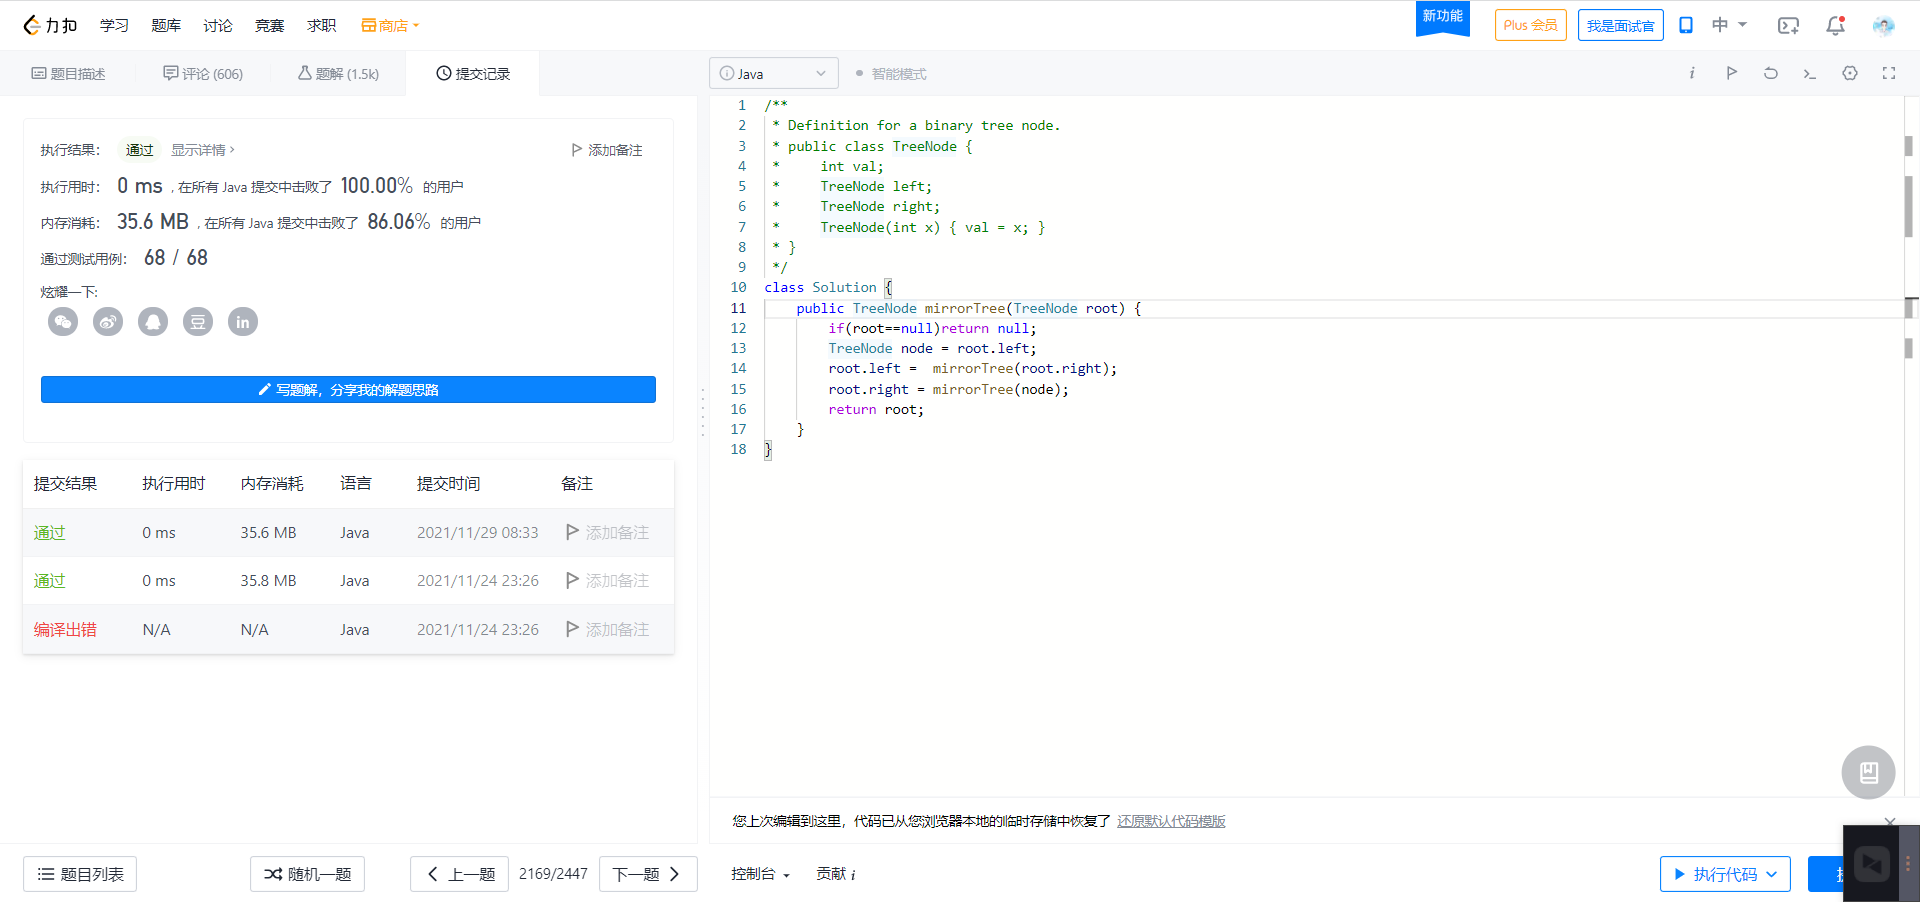 力扣 学习 题库 讨论 竞赛 求职 商店 新功能 Plus 会员 我是面试官 中
题目描述 评论 (606) 题解 (1.5k) 提交记录
执行结果： 通过 显示详情 › 添加备注
执行用时： 0 ms , 在所有 Java 提交中击败了 100.00% 的用户
内存消耗： 35.6 MB , 在所有 Java 提交中击败了 86.06% 的用户
通过测试用例： 68 / 68
炫耀一下:
豆 in
写题解，分享我的解题思路
提交结果 执行用时 内存消耗 语言 提交时间 备注
通过 0 ms 35.6 MB Java 2021/11/29 08:33 添加备注
通过 0 ms 35.8 MB Java 2021/11/24 23:26 添加备注
编译出错 N/A N/A Java 2021/11/24 23:26 添加备注
题目列表 随机一题 上一题 2169/2447 下一题
Java 智能模式 i
1 /**
2  * Definition for a binary tree node.
3  * public class TreeNode {
4  *     int val;
5  *     TreeNode left;
6  *     TreeNode right;
7  *     TreeNode(int x) { val = x; }
8  * }
9  */
10 class Solution {
11     public TreeNode mirrorTree(TreeNode root) {
12         if(root==null)return null;
13         TreeNode node = root.left;
14         root.left =  mirrorTree(root.right);
15         root.right = mirrorTree(node);
16         return root;
17     }
18 }
您上次编辑到这里，代码已从您浏览器本地的临时存储中恢复了 还原默认代码模版
控制台 贡献 i 执行代码